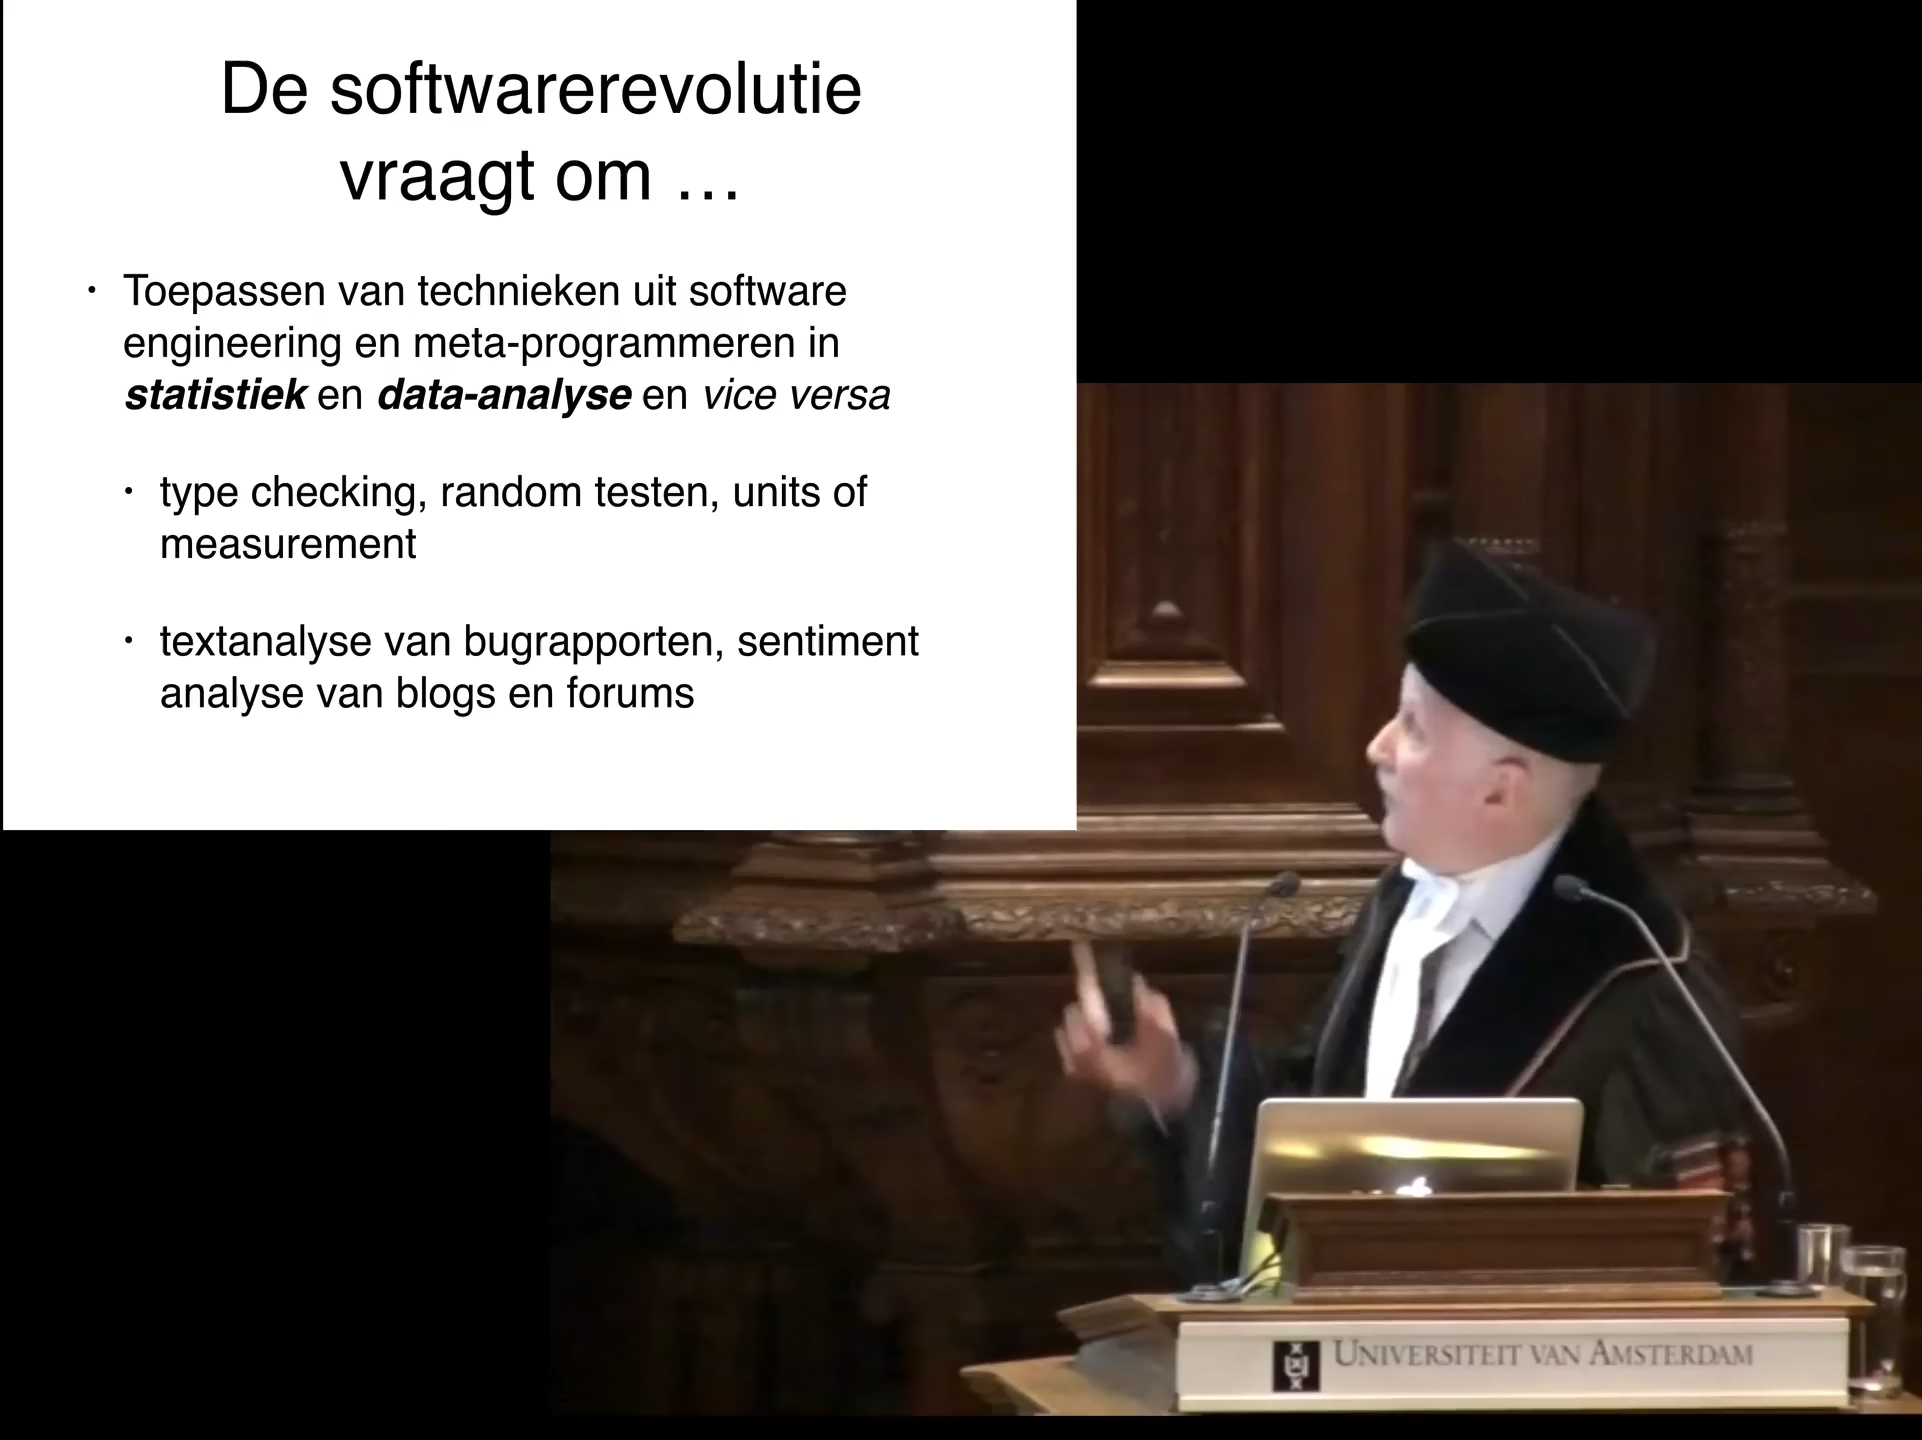 De softwarerevolutie
vraagt om …
• Toepassen van technieken uit software
engineering en meta-programmeren in
statistiek en data-analyse en vice versa
• type checking, random testen, units of
measurement
• textanalyse van bugrapporten, sentiment
analyse van blogs en forums
UNIVERSITEIT VAN AMSTERDAM